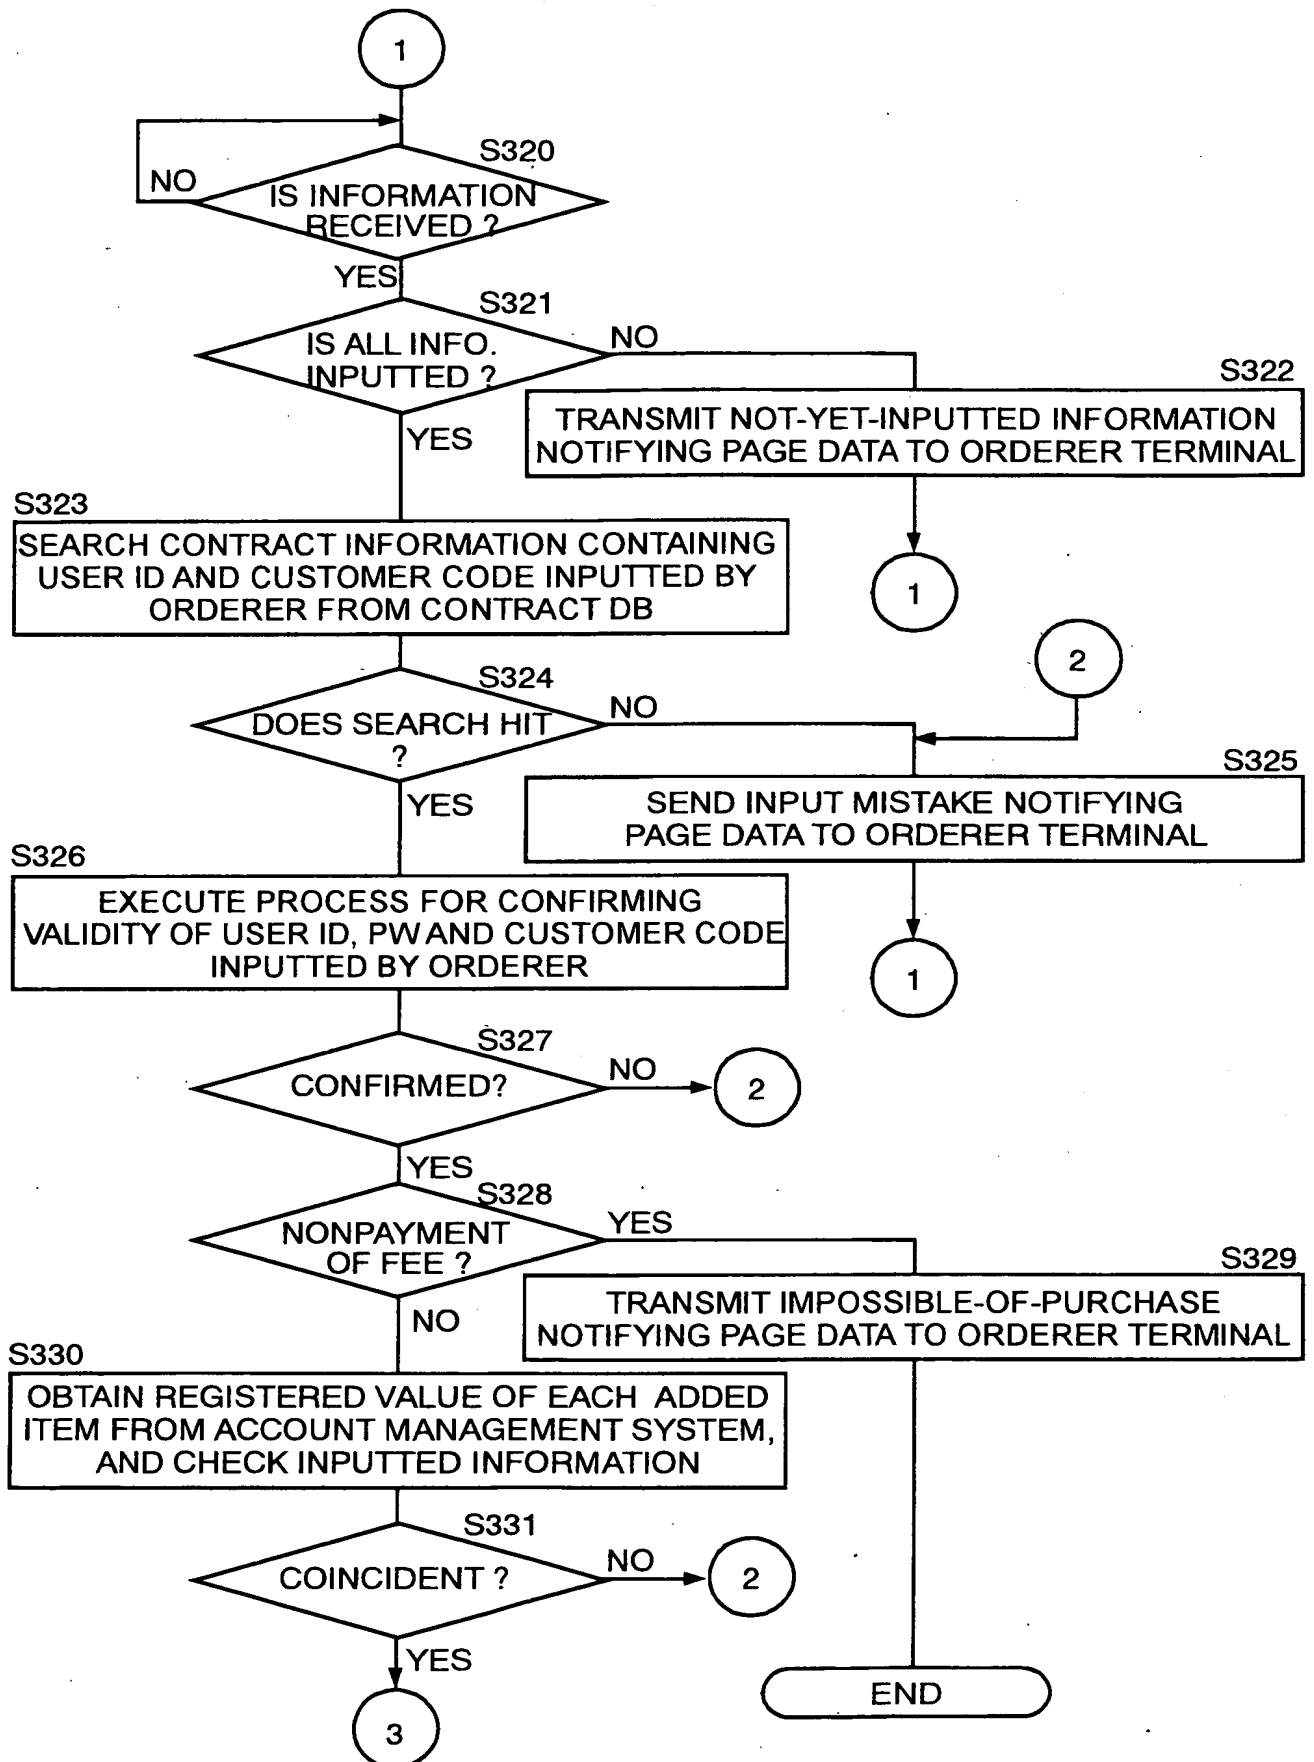 1
S320
NO
IS INFORMATION
RECEIVED ?
YES
S321
IS ALL INFO.
INPUTTED ?
NO
YES
S322
TRANSMIT NOT-YET-INPUTTED INFORMATION
NOTIFYING PAGE DATA TO ORDERER TERMINAL
1
S323
SEARCH CONTRACT INFORMATION CONTAINING
USER ID AND CUSTOMER CODE INPUTTED BY
ORDERER FROM CONTRACT DB
2
S324
DOES SEARCH HIT
?
NO
YES
S325
SEND INPUT MISTAKE NOTIFYING
PAGE DATA TO ORDERER TERMINAL
1
S326
EXECUTE PROCESS FOR CONFIRMING
VALIDITY OF USER ID, PW AND CUSTOMER CODE
INPUTTED BY ORDERER
S327
CONFIRMED?
NO
2
YES
S328
NONPAYMENT
OF FEE ?
YES
NO
S329
TRANSMIT IMPOSSIBLE-OF-PURCHASE
NOTIFYING PAGE DATA TO ORDERER TERMINAL
S330
OBTAIN REGISTERED VALUE OF EACH ADDED
ITEM FROM ACCOUNT MANAGEMENT SYSTEM,
AND CHECK INPUTTED INFORMATION
S331
COINCIDENT ?
NO
2
YES
3
END